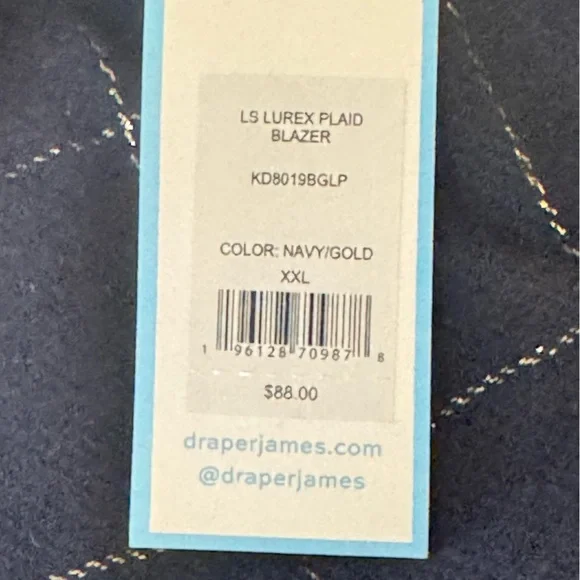 LS LUREX PLAID
BLAZER
KD8019BGLP
COLOR: NAVY/GOLD
XXL
1 96128 70987 8
$88.00
draperjames.com
@draperjames